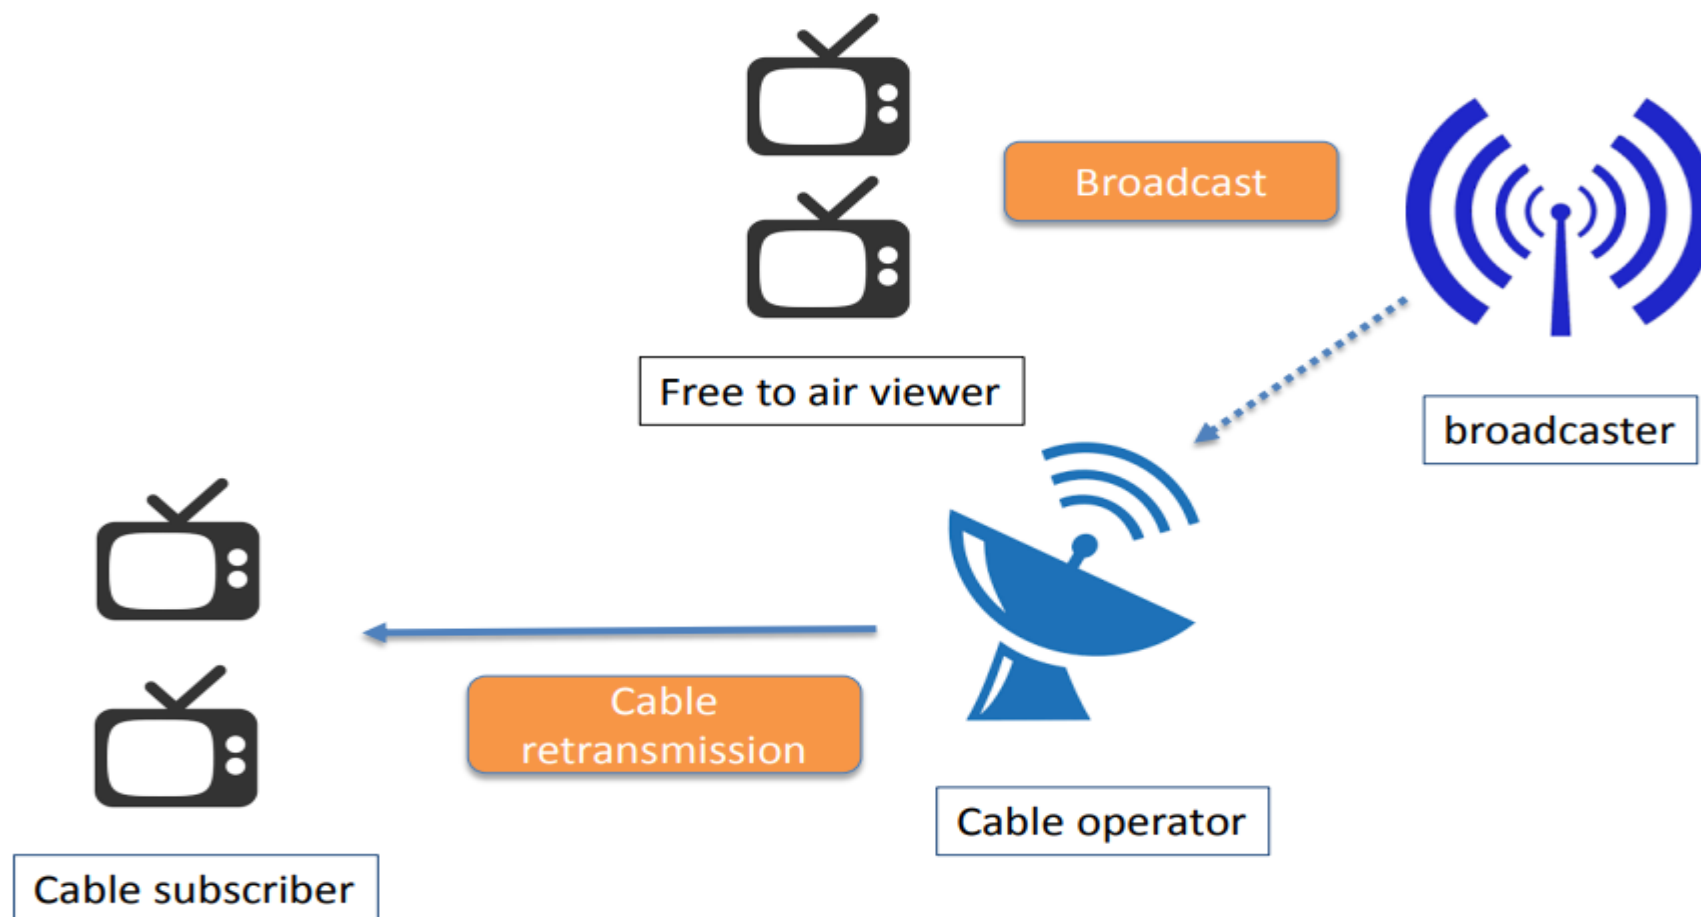 Broadcast
Free to air viewer
broadcaster
Cable
retransmission
Cable operator
Cable subscriber